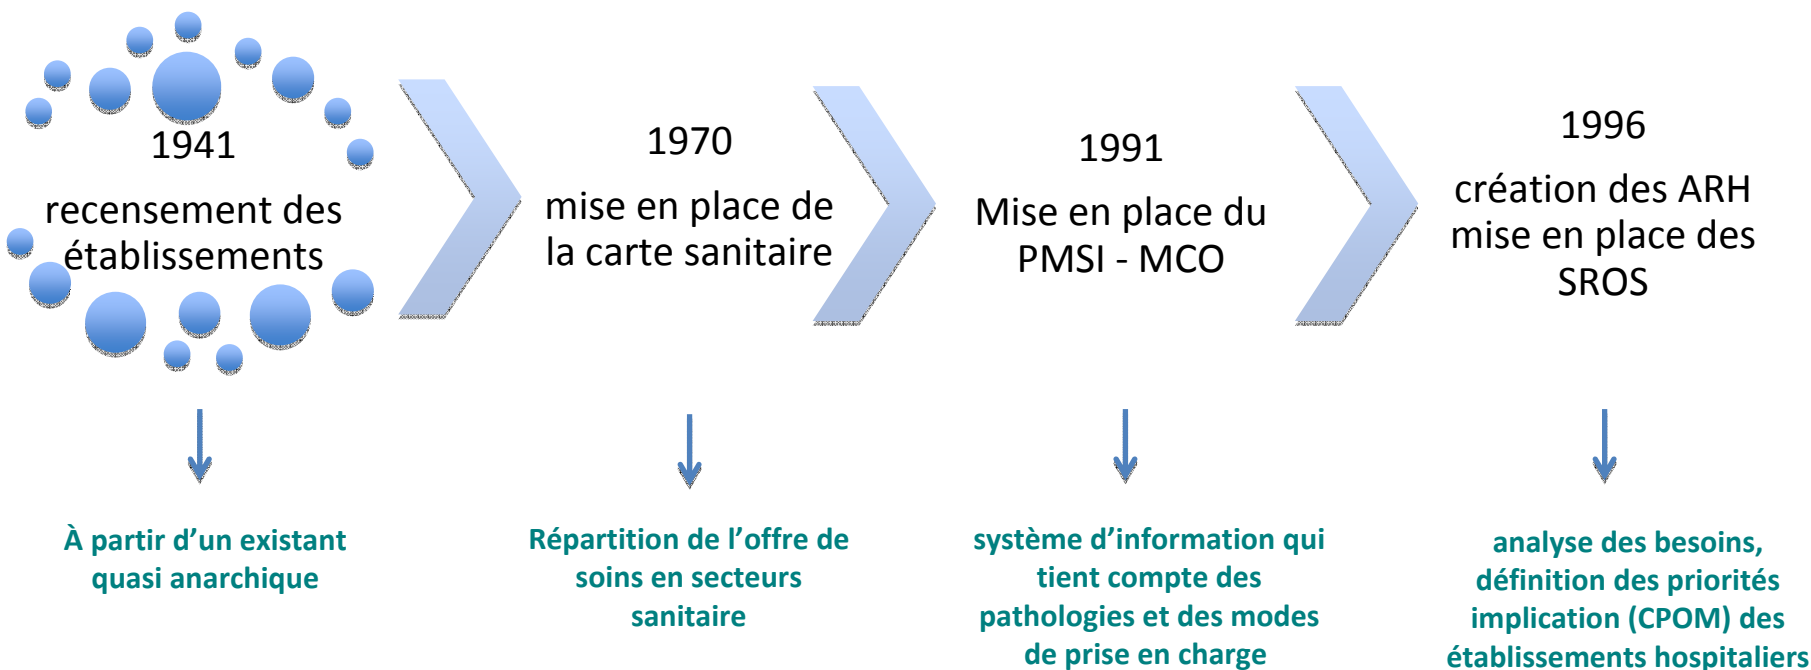 1941
recensement des
établissements
1970
mise en place de
la carte sanitaire
1991
Mise en place du
PMSI - MCO
1996
création des ARH
mise en place des
SROS
À partir d’un existant
quasi anarchique
Répartition de l’offre de
soins en secteurs
sanitaire
système d’information qui
tient compte des
pathologies et des modes
de prise en charge
analyse des besoins,
définition des priorités
implication (CPOM) des
établissements hospitaliers